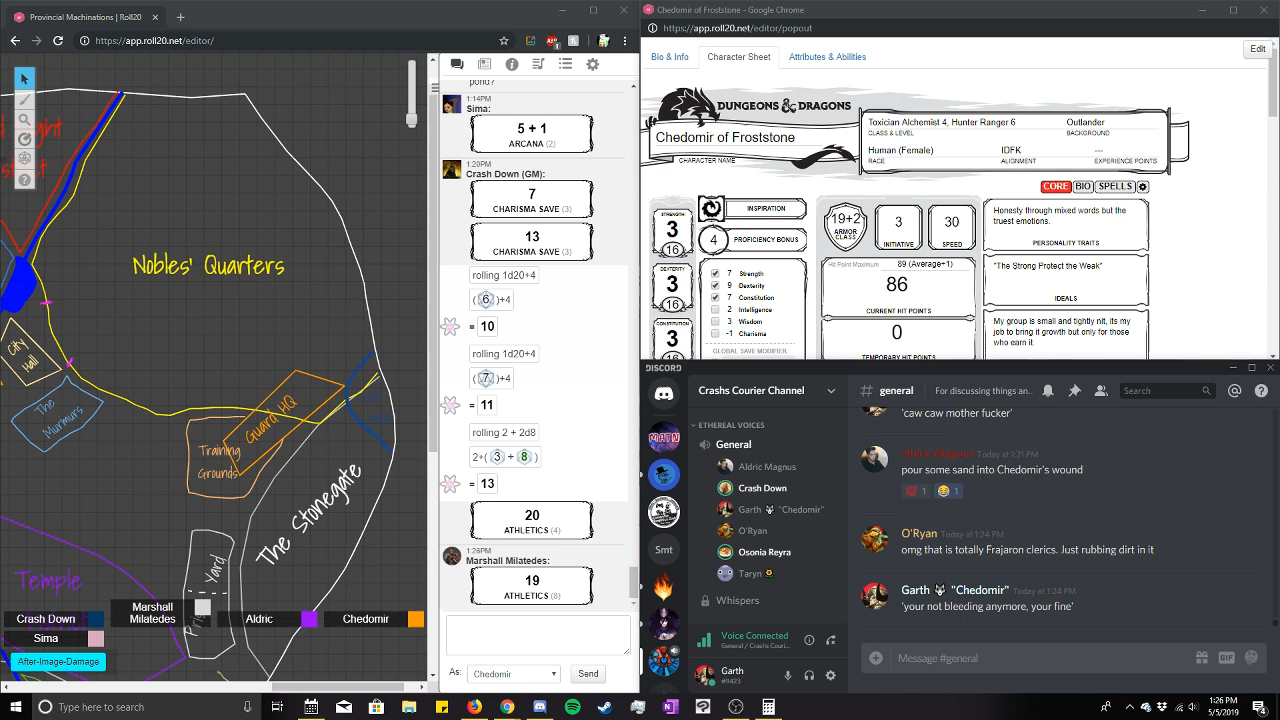 Provincial Machinations | Roll20
https://app.roll20.net/editor/
Nobles' Quarters
City
Hall
The
Murmurs
Guard HQ
Training
Grounds
The Stonegate
Temple
Yard
Crash Down
Marshall
Milatedes
Aldric
Chedomir
Sima
After-Image-Damage
pond?
1:14PM
Sima:
5 + 1
ARCANA (2)
1:20PM
Crash Down (GM):
7
CHARISMA SAVE (3)
13
CHARISMA SAVE (3)
rolling 1d20+4
(6)+4
= 10
rolling 1d20+4
(7)+4
= 11
rolling 2 + 2d8
2+(3+8)
= 13
20
ATHLETICS (4)
1:26PM
Marshall Milatedes:
19
ATHLETICS (8)
As:
Chedomir
Send
Chedomir of Froststone - Google Chrome
https://app.roll20.net/editor/popout
Edit
Bio & Info
Character Sheet
Attributes & Abilities
DUNGEONS & DRAGONS
Chedomir of Froststone
CHARACTER NAME
Toxician Alchemist 4, Hunter Ranger 6
Outlander
CLASS & LEVEL
BACKGROUND
Human (Female)
IDFK
---
RACE
ALIGNMENT
EXPERIENCE POINTS
CORE
BIO
SPELLS
STRENGTH
3
16
DEXTERITY
3
16
CONSTITUTION
3
INSPIRATION
4
PROFICIENCY BONUS
7 Strength
9 Dexterity
7 Constitution
2 Intelligence
3 Wisdom
-1 Charisma
GLOBAL SAVE MODIFIER
19+2
ARMOR
CLASS
3
INITIATIVE
30
SPEED
Hit Point Maximum
89 (Average+1)
86
CURRENT HIT POINTS
0
TEMPORARY HIT POINTS
Honesty through mixed words but the
truest emotions.
PERSONALITY TRAITS
"The Strong Protect the Weak"
IDEALS
My group is small and tightly nit, its my
job to bring it growth but only for those
who earn it.
DISCORD
Crashs Courier Channel
ETHEREAL VOICES
General
Aldric Magnus
Crash Down
Garth "Chedomir"
O'Ryan
Osonia Reyra
Taryn
Whispers
Smt
MATN
Voice Connected
General / Crashs Couri...
Garth
#9423
# general
For discussing things an...
Search
'caw caw mother fucker'
Aldric Magnus Today at 1:21 PM
pour some sand into Chedomir's wound
1
1
O'Ryan Today at 1:24 PM
omg that is totally Frajaron clerics. Just rubbing dirt in it
Garth "Chedomir" Today at 1:24 PM
'your not bleeding anymore, your fine'
Message #general
GIF
Type here to search
1:26 PM
5/5/2019